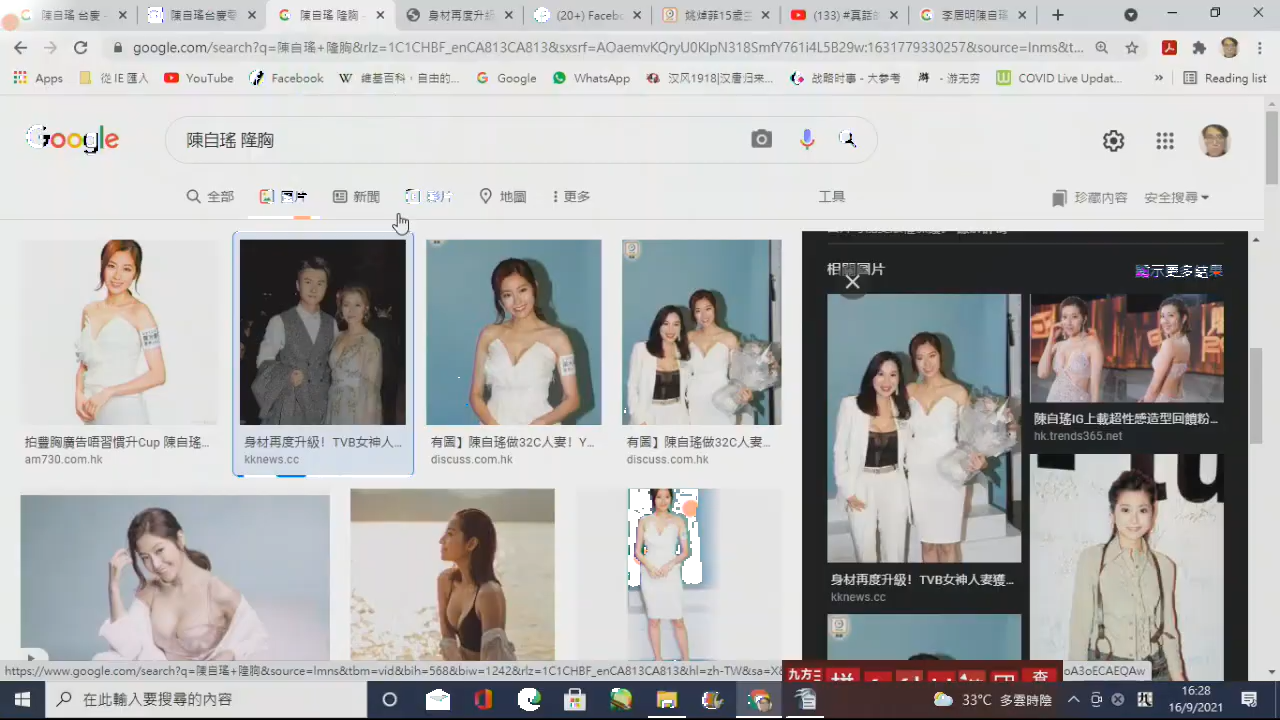 陳自瑤 台慶 -
陳自瑤台慶零
陳自瑤 隆胸 -
身材再度升級
(20+) Facebo
姚焯菲15歲生
(133) #真話的
李居明陳自瑤
google.com/search?q=陳自瑤+隆胸&rlz=1C1CHBF_enCA813CA813&sxsrf=AOaemvKQryU0KIpN318SmfY761i4L5B29w:1631779330257&source=lnms&t...
Apps
從 IE 匯入
YouTube
Facebook
維基百科，自由的...
Google
WhatsApp
汉风1918|汉唐归来...
战略时事 - 大參考
- 游无穷
COVID Live Updat...
»
Reading list
Google
陳自瑤 隆胸
全部
圖片
新聞
影片
地圖
更多
工具
珍藏內容
安全搜尋
拍豐胸廣告唔習慣升Cup 陳自瑤...
am730.com.hk
身材再度升級！TVB女神人...
kknews.cc
有圖】陳自瑤做32C人妻！Y...
discuss.com.hk
有圖】陳自瑤做32C人妻...
discuss.com.hk
相關圖片
顯示更多結果
陳自瑤IG上載超性感造型回饋粉...
hk.trends365.net
身材再度升級！TVB女神人妻獲...
kknews.cc
https://www.google.com/search?q=陳自瑤+隆胸&source=lnms&tbm=vid&bih=568&biw=1242&rlz=1C1CHBF_enCA813CA813&hl=zh-TW&sa=X&
oA3oECAEQAw
九方
在此輸入要搜尋的內容
33°C 多雲時陰
16:28
16/9/2021